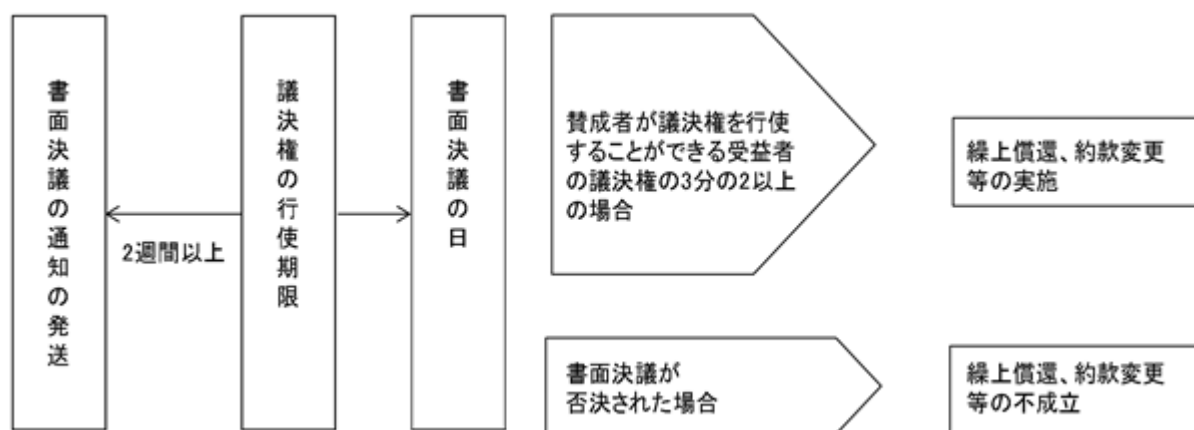 書面決議の通知の発送
2週間以上
議決権の行使期限
書面決議の日
賛成者が議決権を行使
することができる受益者
の議決権の3分の2以上
の場合
繰上償還、約款変更
等の実施
書面決議が
否決された場合
繰上償還、約款変更
等の不成立